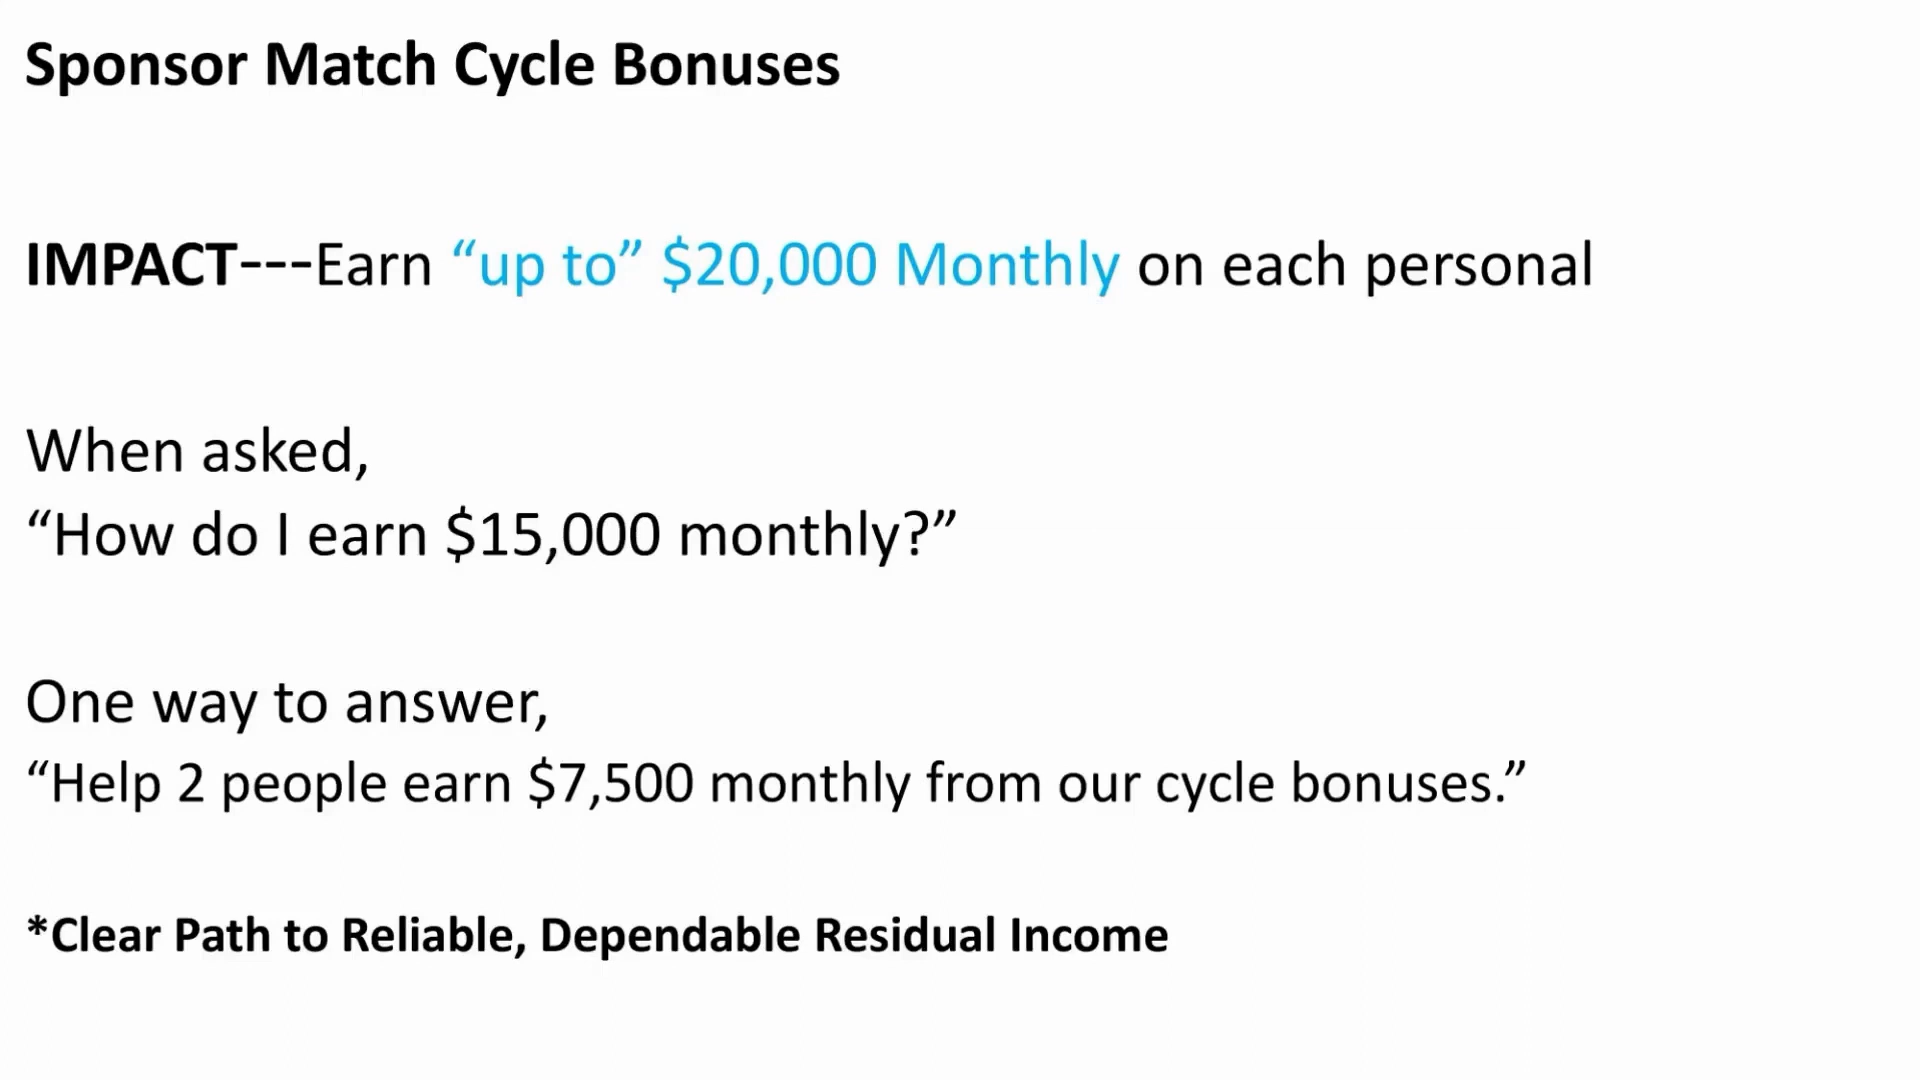 Sponsor Match Cycle Bonuses
IMPACT---Earn “up to” $20,000 Monthly on each personal
When asked,
“How do I earn $15,000 monthly?”
One way to answer,
“Help 2 people earn $7,500 monthly from our cycle bonuses.”
*Clear Path to Reliable, Dependable Residual Income